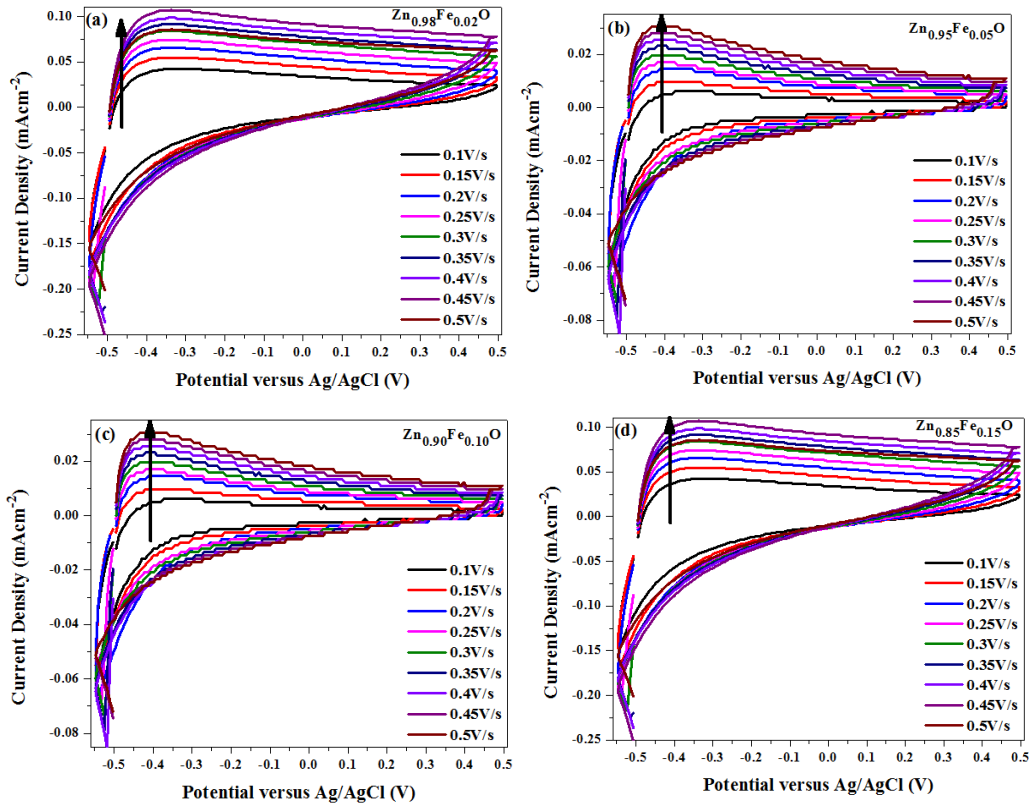 (a)
Zn0.98Fe0.02O
0.10
0.05
0.00
-0.05
-0.10
-0.15
-0.20
-0.25
Current Density (mAcm-2)
0.1V/s
0.15V/s
0.2V/s
0.25V/s
0.3V/s
0.35V/s
0.4V/s
0.45V/s
0.5V/s
-0.5 -0.4 -0.3 -0.2 -0.1 0.0 0.1 0.2 0.3 0.4 0.5
Potential versus Ag/AgCl (V)
(b)
Zn0.95Fe0.05O
0.02
0.00
-0.02
-0.04
-0.06
-0.08
Current Density (mAcm-2)
0.1V/s
0.15V/s
0.2V/s
0.25V/s
0.3V/s
0.35V/s
0.4V/s
0.45V/s
0.5V/s
-0.5 -0.4 -0.3 -0.2 -0.1 0.0 0.1 0.2 0.3 0.4 0.5
Potential versus Ag/AgCl (V)
(c)
Zn0.90Fe0.10O
0.02
0.00
-0.02
-0.04
-0.06
-0.08
Current Density (mAcm-2)
0.1V/s
0.15V/s
0.2V/s
0.25V/s
0.3V/s
0.35V/s
0.4V/s
0.45V/s
0.5V/s
-0.5 -0.4 -0.3 -0.2 -0.1 0.0 0.1 0.2 0.3 0.4 0.5
Potential versus Ag/AgCl (V)
(d)
Zn0.85Fe0.15O
0.10
0.05
0.00
-0.05
-0.10
-0.15
-0.20
-0.25
Current Density (mAcm-2)
0.1V/s
0.15V/s
0.2V/s
0.25V/s
0.3V/s
0.35V/s
0.4V/s
0.45V/s
0.5V/s
-0.5 -0.4 -0.3 -0.2 -0.1 0.0 0.1 0.2 0.3 0.4 0.5
Potential versus Ag/AgCl (V)